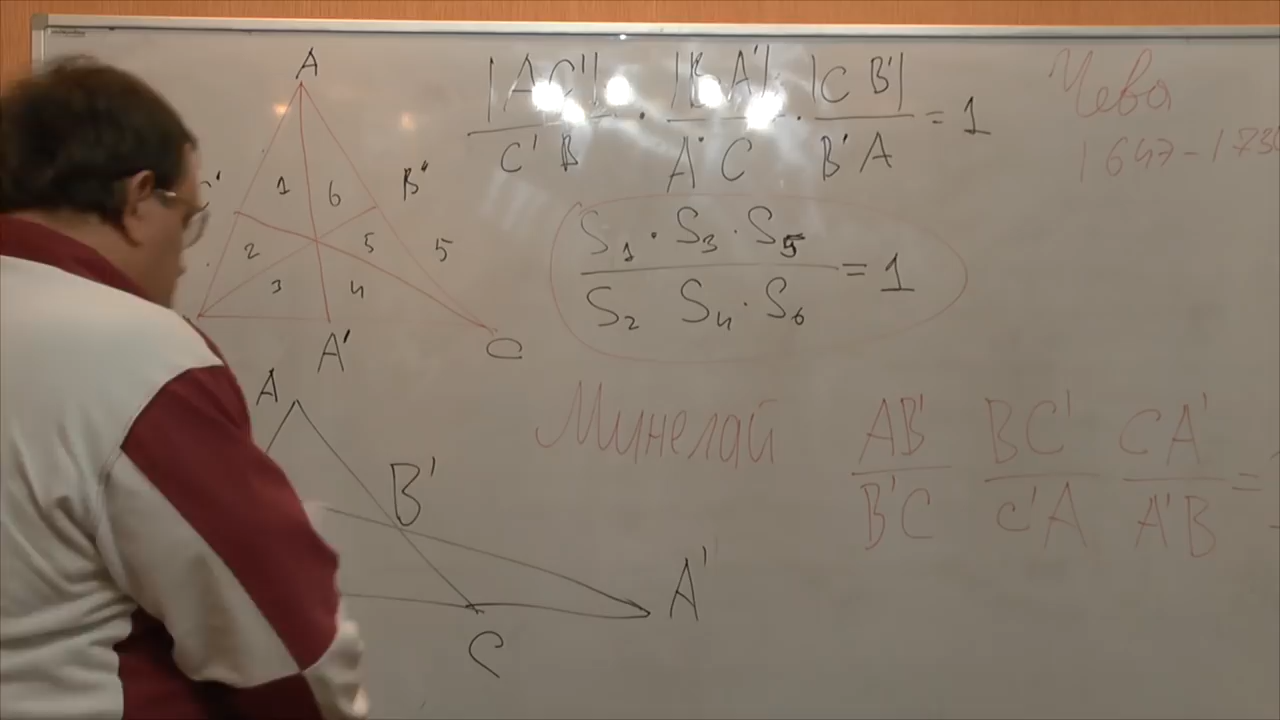 A
|AC'| / C'B · |BA'| / A'C · |CB'| / B'A = 1
Чева
1647-173
C' 1 6 B'
2 5 5
3 4
A' C
S₁ · S₃ · S₅ / S₂ S₄ · S₆ = 1
A
Минелай
AB' / B'C BC' / C'A CA' / A'B =
B'
A'
C